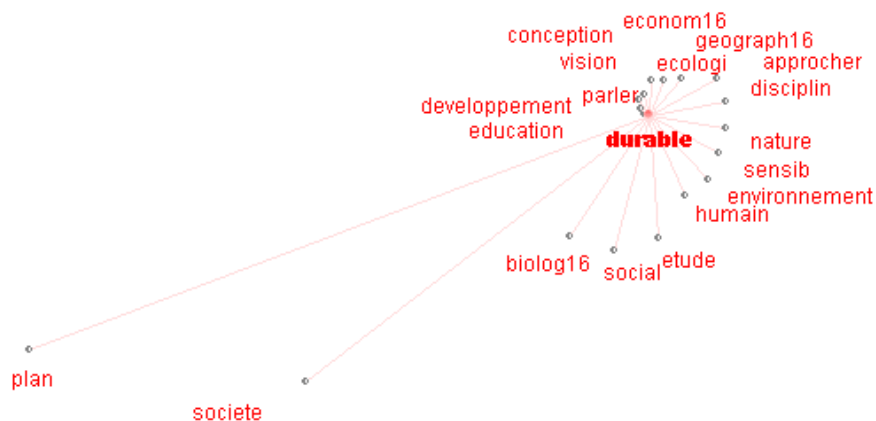 econom16
conception
geograph16
vision
ecologi
approcher
disciplin
parler
developpement
education
durable
nature
sensib
environnement
humain
biolog16
social
etude
plan
societe